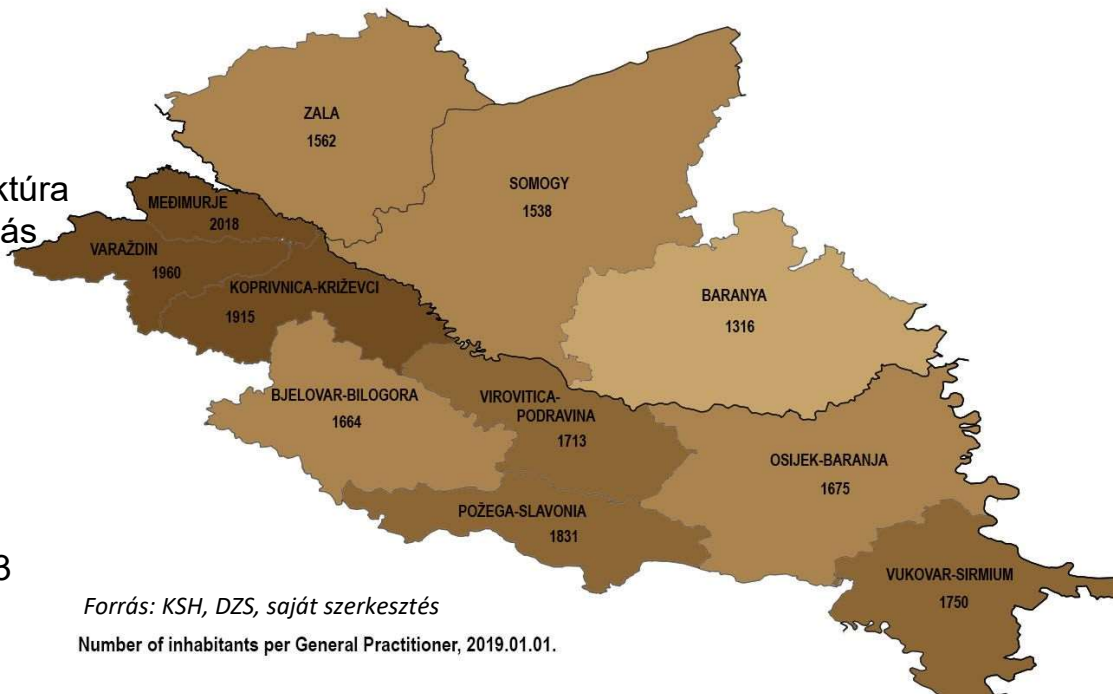 ZALA
1562
SOMOGY
1538
ktúra
ás
MEĐIMURJE
2018
VARAŽDIN
1960
KOPRIVNICA-KRIŽEVCI
1915
BARANYA
1316
BJELOVAR-BILOGORA
1664
VIROVITICA-
PODRAVINA
1713
OSIJEK-BARANJA
1675
POŽEGA-SLAVONIA
1831
VUKOVAR-SIRMIUM
1750
3
Forrás: KSH, DZS, saját szerkesztés
Number of inhabitants per General Practitioner, 2019.01.01.